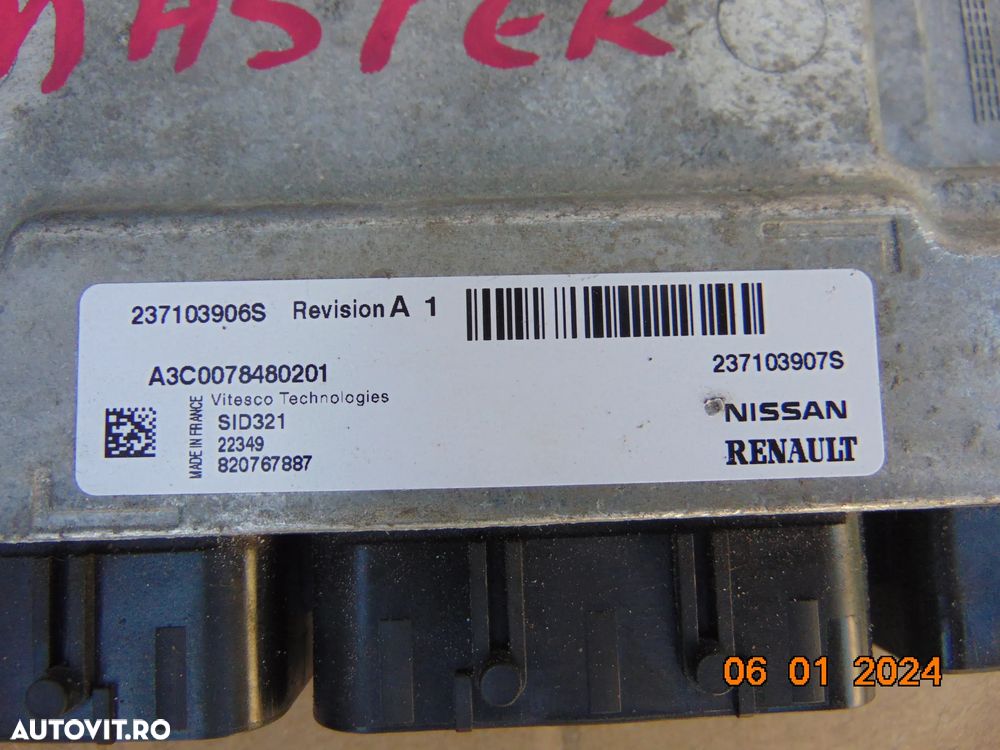 MASTER
237103906S Revision A 1
237103907S
A3C0078480201
Vitesco Technologies
MADE IN FRANCE
SID321
22349
820767887
NISSAN
RENAULT
06 01 2024
AUTOVIT.RO